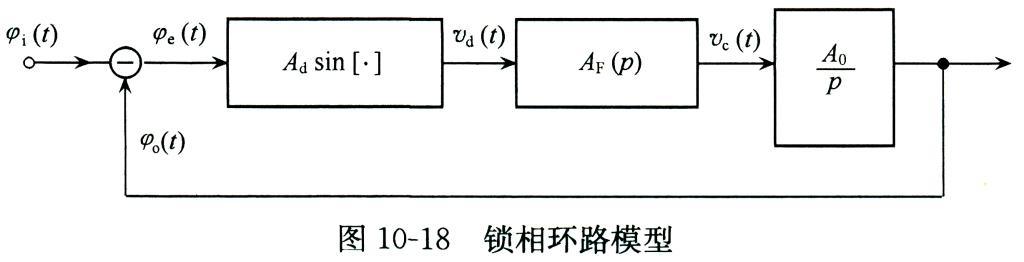 φi(t) φe(t) Ad sin [·] vd(t) AF(p) vc(t) A0/p
φo(t)
图 10-18 锁相环路模型